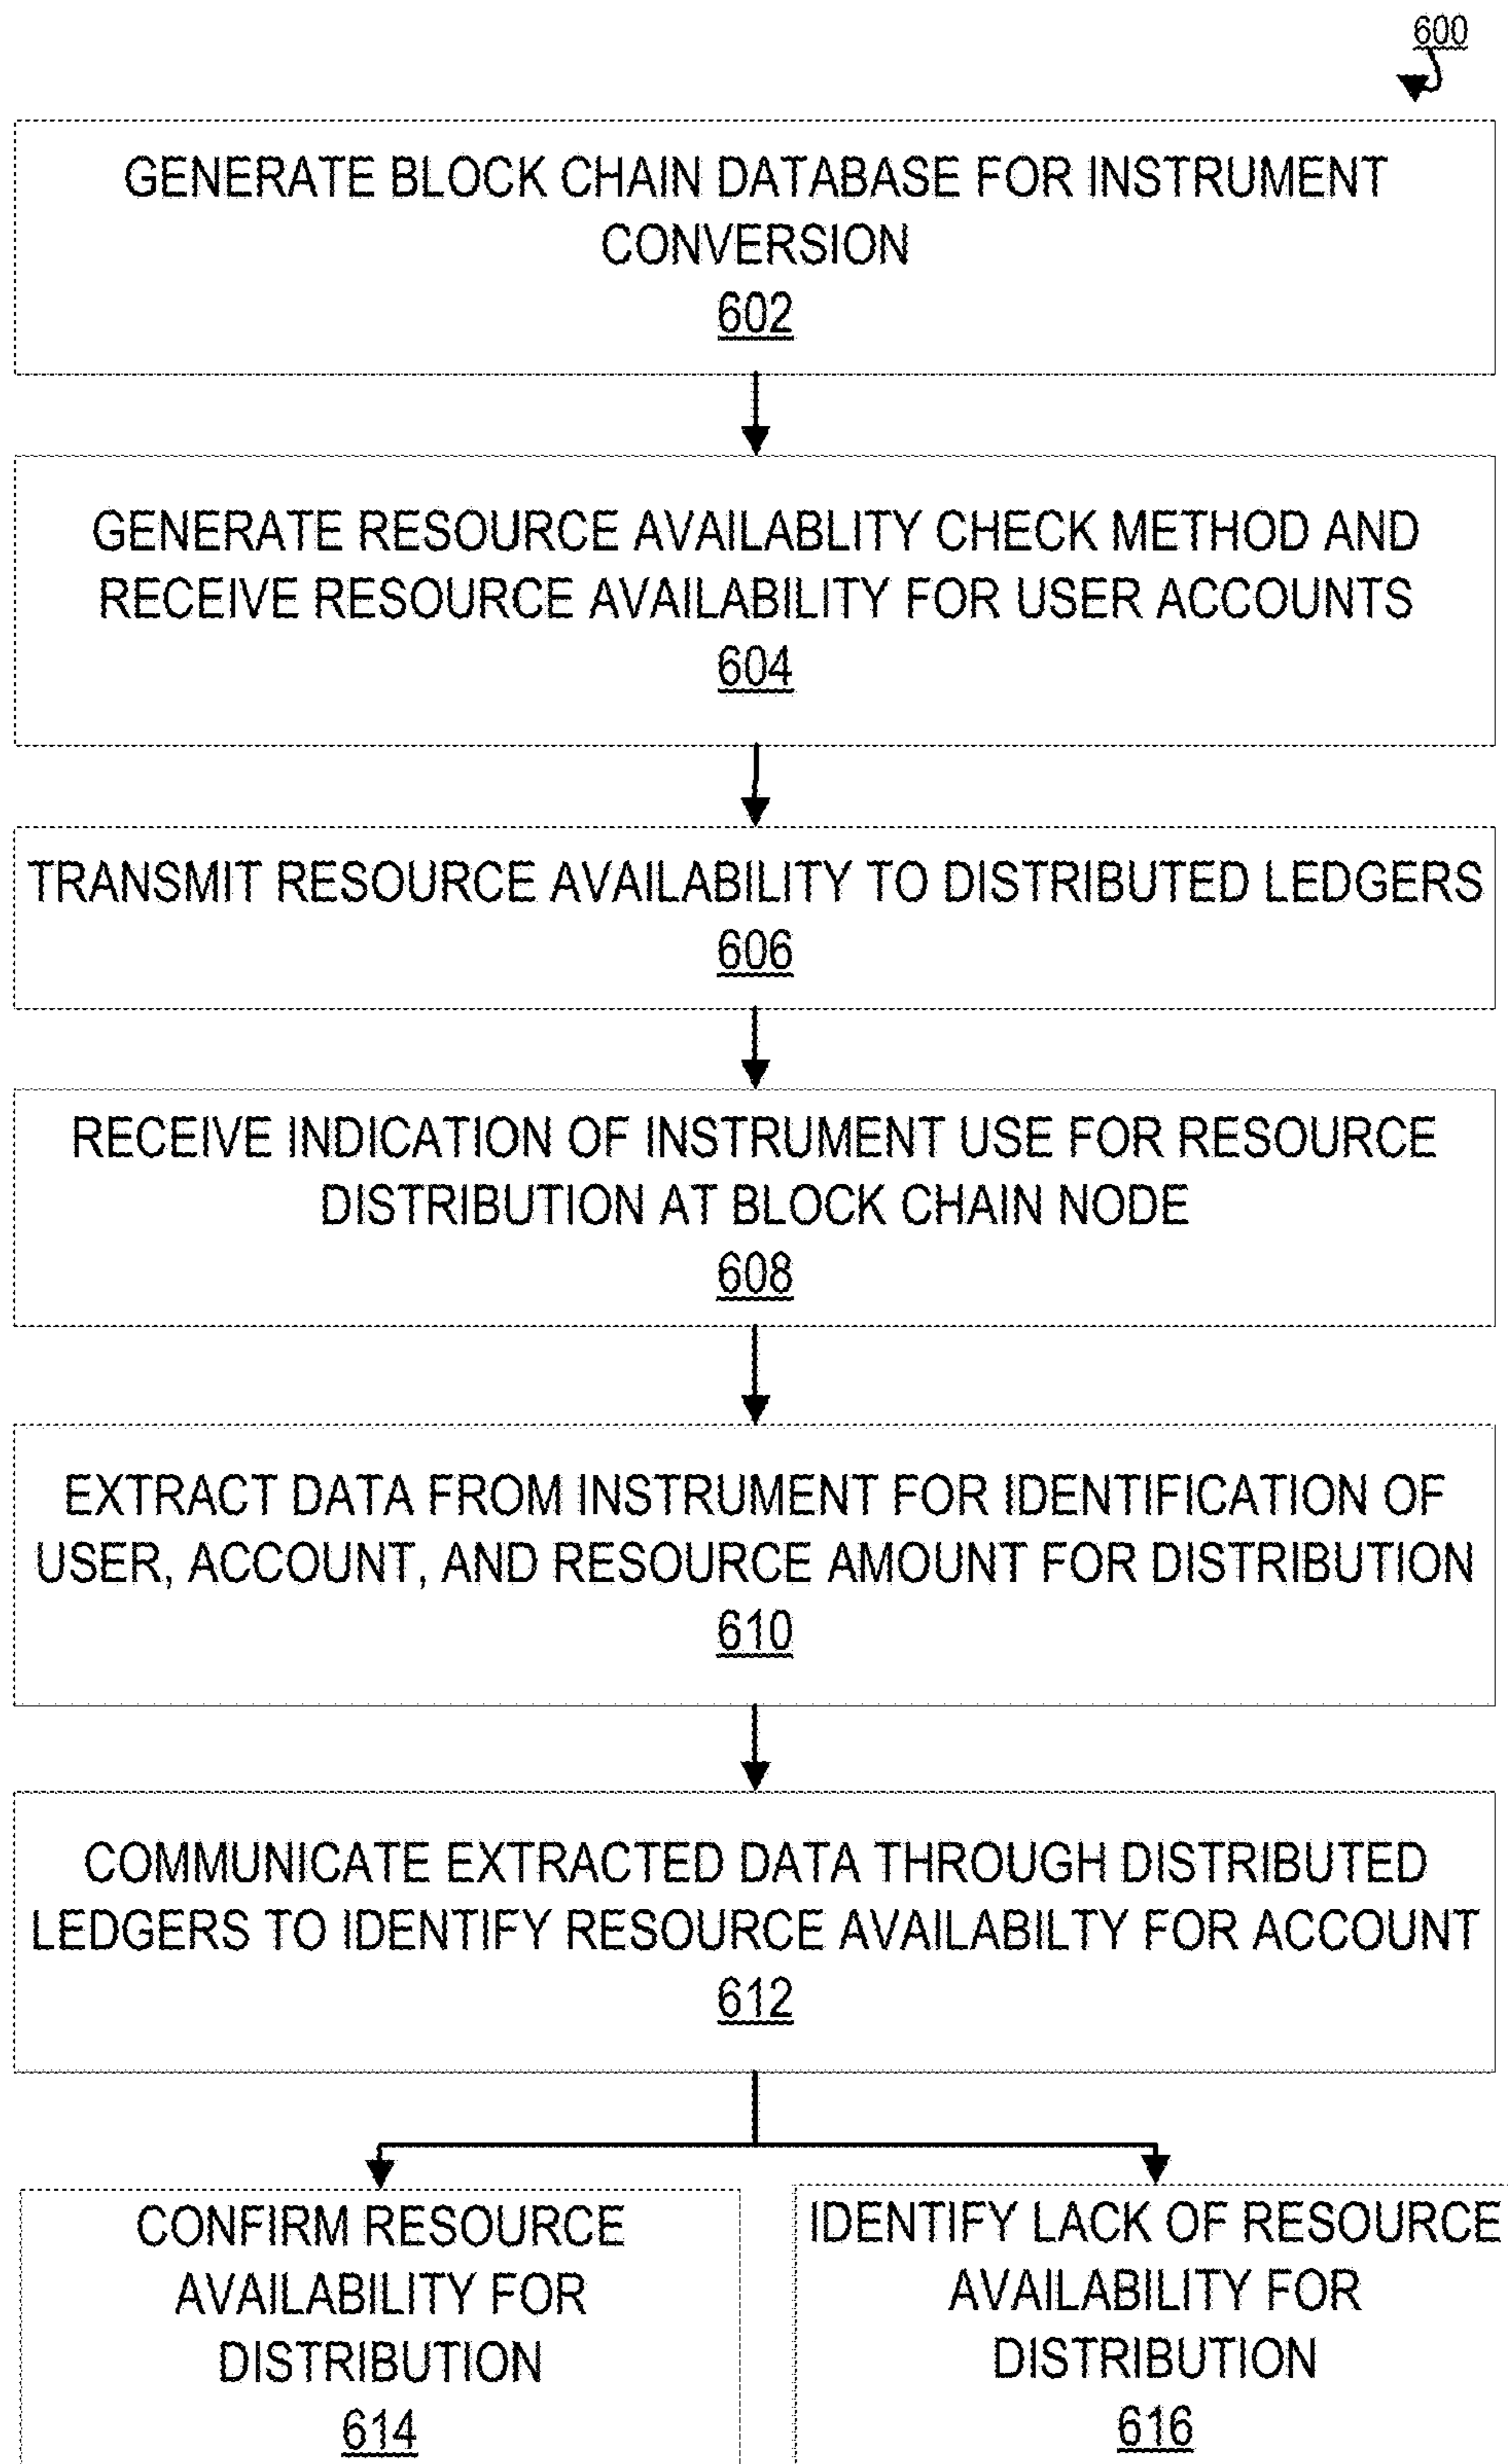 600
GENERATE BLOCK CHAIN DATABASE FOR INSTRUMENT
CONVERSION
602
GENERATE RESOURCE AVAILABLITY CHECK METHOD AND
RECEIVE RESOURCE AVAILABILITY FOR USER ACCOUNTS
604
TRANSMIT RESOURCE AVAILABILITY TO DISTRIBUTED LEDGERS
606
RECEIVE INDICATION OF INSTRUMENT USE FOR RESOURCE
DISTRIBUTION AT BLOCK CHAIN NODE
608
EXTRACT DATA FROM INSTRUMENT FOR IDENTIFICATION OF
USER, ACCOUNT, AND RESOURCE AMOUNT FOR DISTRIBUTION
610
COMMUNICATE EXTRACTED DATA THROUGH DISTRIBUTED
LEDGERS TO IDENTIFY RESOURCE AVAILABILTY FOR ACCOUNT
612
CONFIRM RESOURCE
AVAILABILITY FOR
DISTRIBUTION
614
IDENTIFY LACK OF RESOURCE
AVAILABILITY FOR
DISTRIBUTION
616